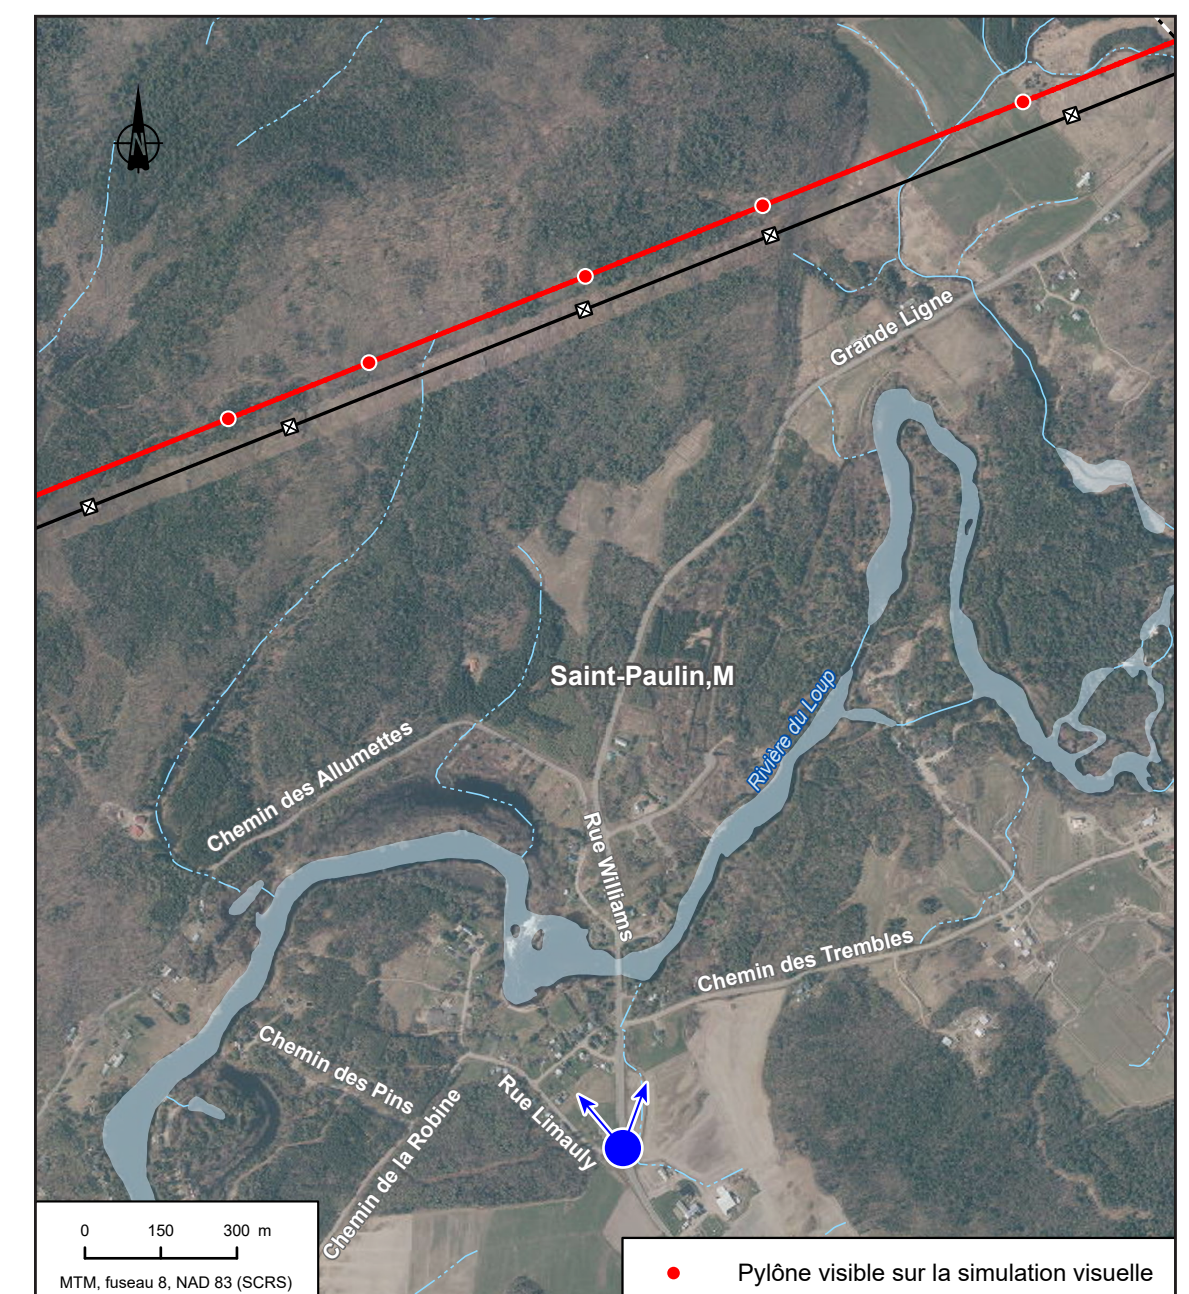 N
Grande Ligne
Saint-Paulin,M
Rivière du Loup
Chemin des Allumettes
Rue Williams
Chemin des Trembles
Chemin des Pins
Rue Limauly
Chemin de la Robine
0 150 300 m
MTM, fuseau 8, NAD 83 (SCRS)
Pylône visible sur la simulation visuelle